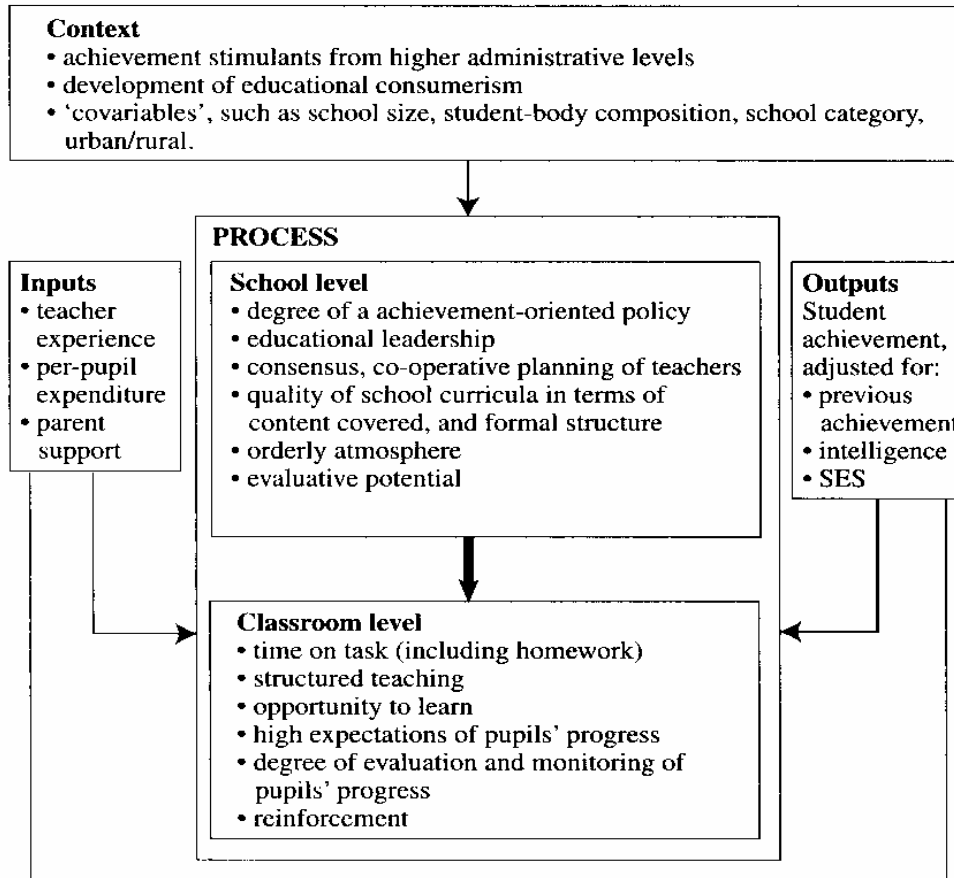 Context
• achievement stimulants from higher administrative levels
• development of educational consumerism
• ‘covariables’, such as school size, student-body composition, school category,
urban/rural.
PROCESS
Inputs
• teacher
experience
• per-pupil
expenditure
• parent
support
School level
• degree of a achievement-oriented policy
• educational leadership
• consensus, co-operative planning of teachers
• quality of school curricula in terms of
content covered, and formal structure
• orderly atmosphere
• evaluative potential
Classroom level
• time on task (including homework)
• structured teaching
• opportunity to learn
• high expectations of pupils’ progress
• degree of evaluation and monitoring of
pupils’ progress
• reinforcement
Outputs
Student
achievement,
adjusted for:
• previous
achievement
• intelligence
• SES